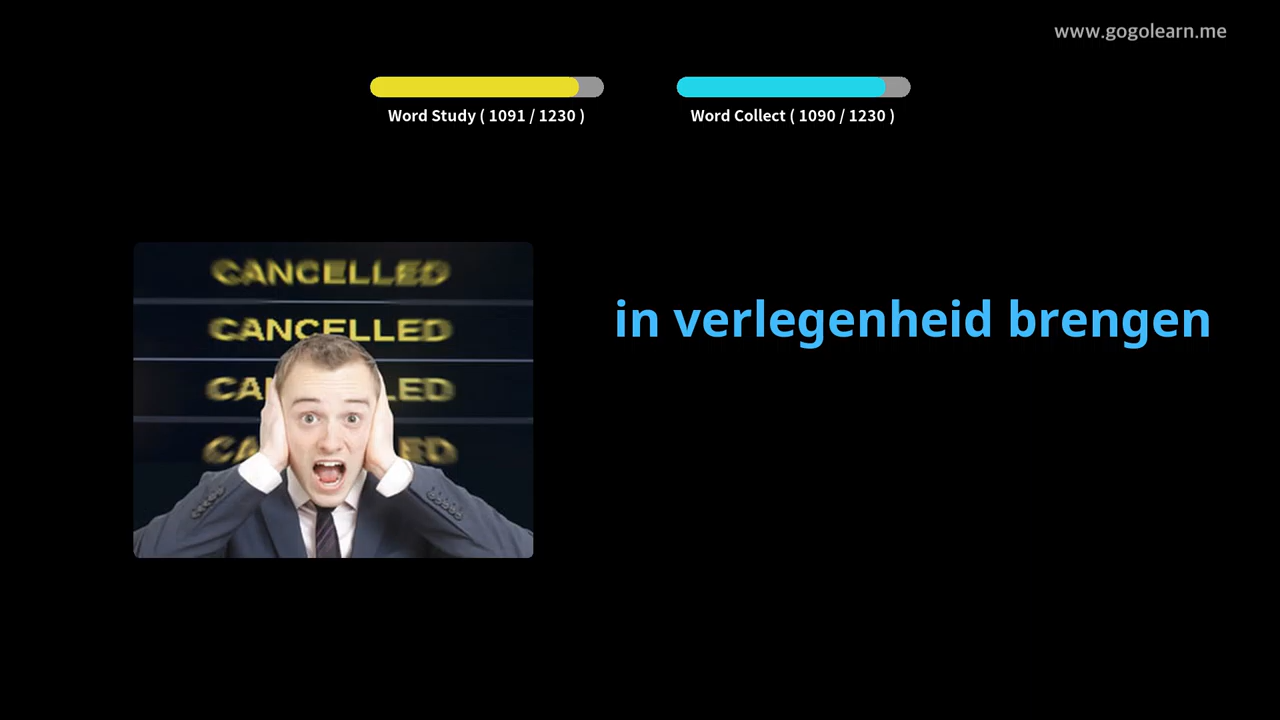 www.gogolearn.me
Word Study ( 1091 / 1230 )
Word Collect ( 1090 / 1230 )
CANCELLED
CANCELLED
in verlegenheid brengen